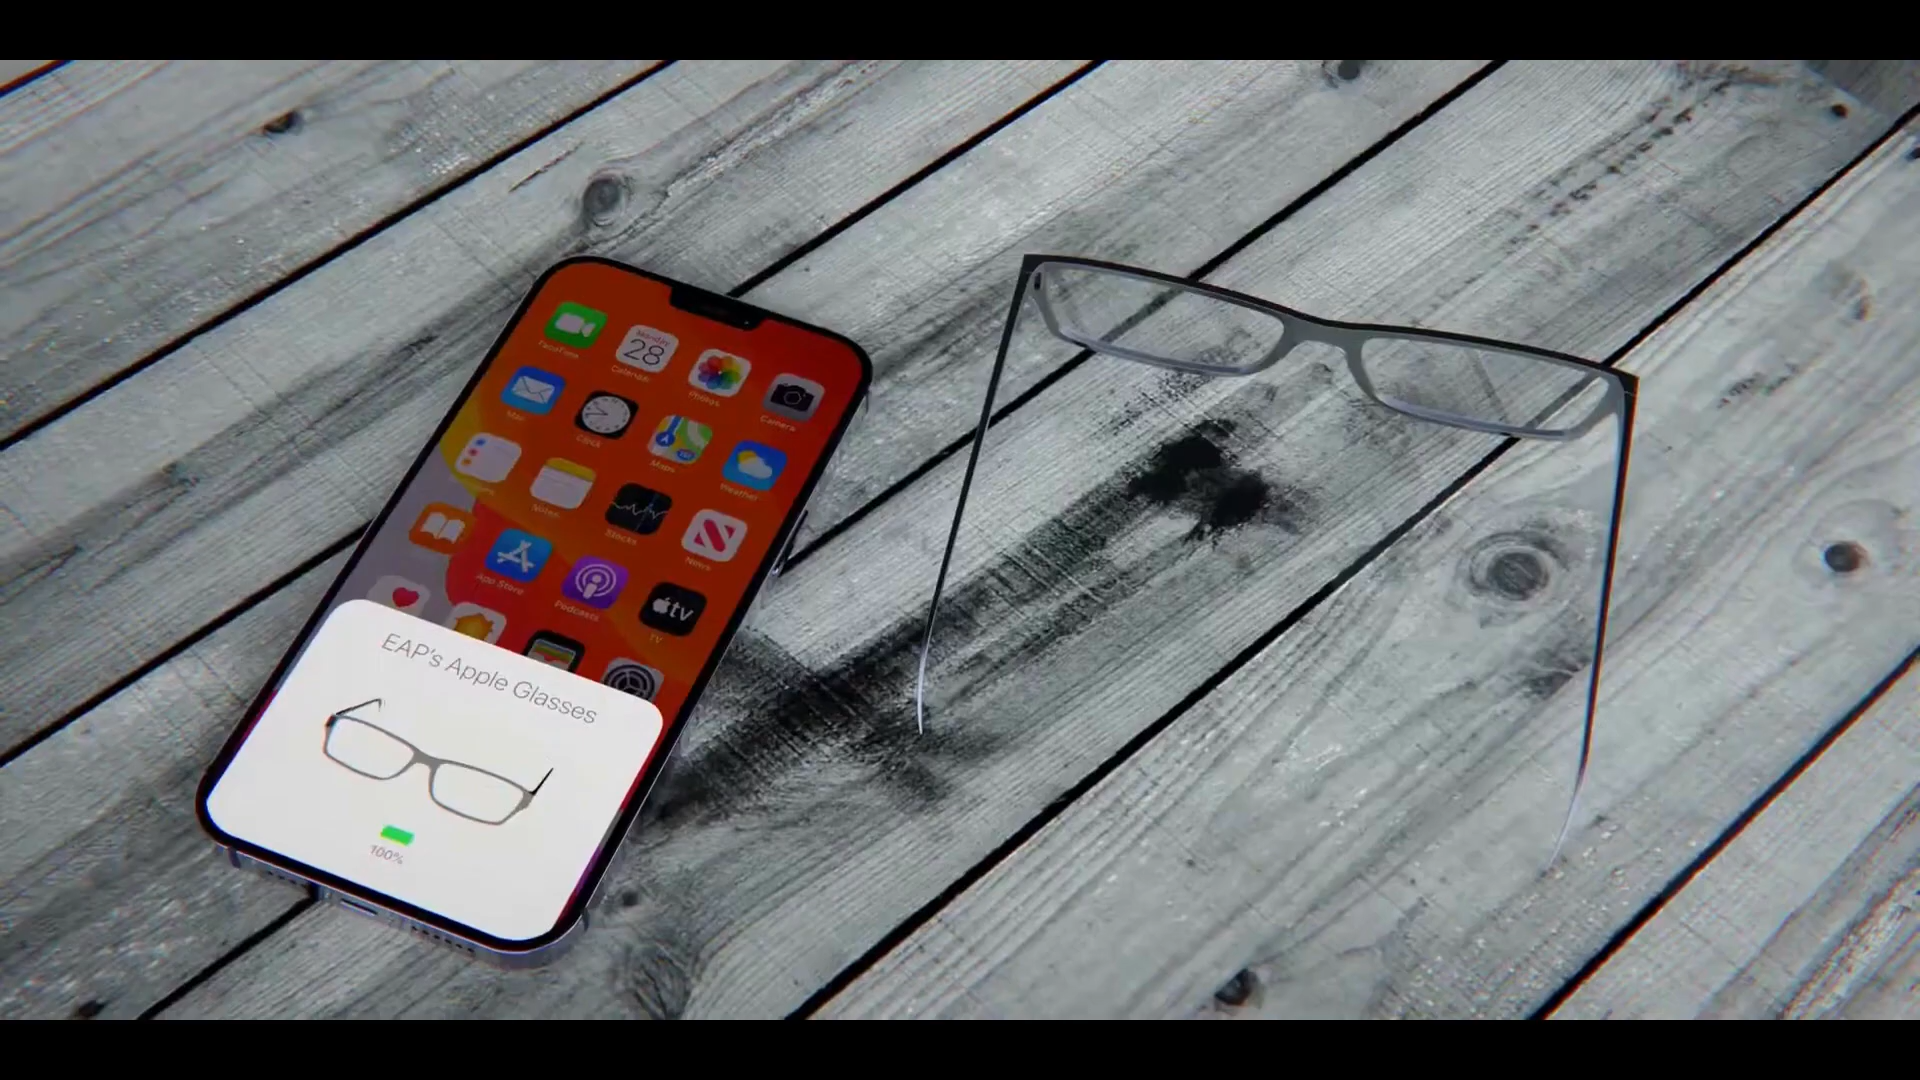 FaceTime
Monday
28
Calendar
Photos
Camera
Mail
Clock
Maps
Weather
Notes
Stocks
News
App Store
Podcasts
tv
TV
EAP's Apple Glasses
100%